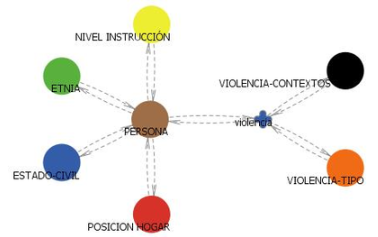 NIVEL INSTRUCCIÓN
VIOLENCIA-CONTEXTOS
ETNIA
PERSONA
violencia
ESTADO-CIVIL
VIOLENCIA-TIPO
POSICION HOGAR